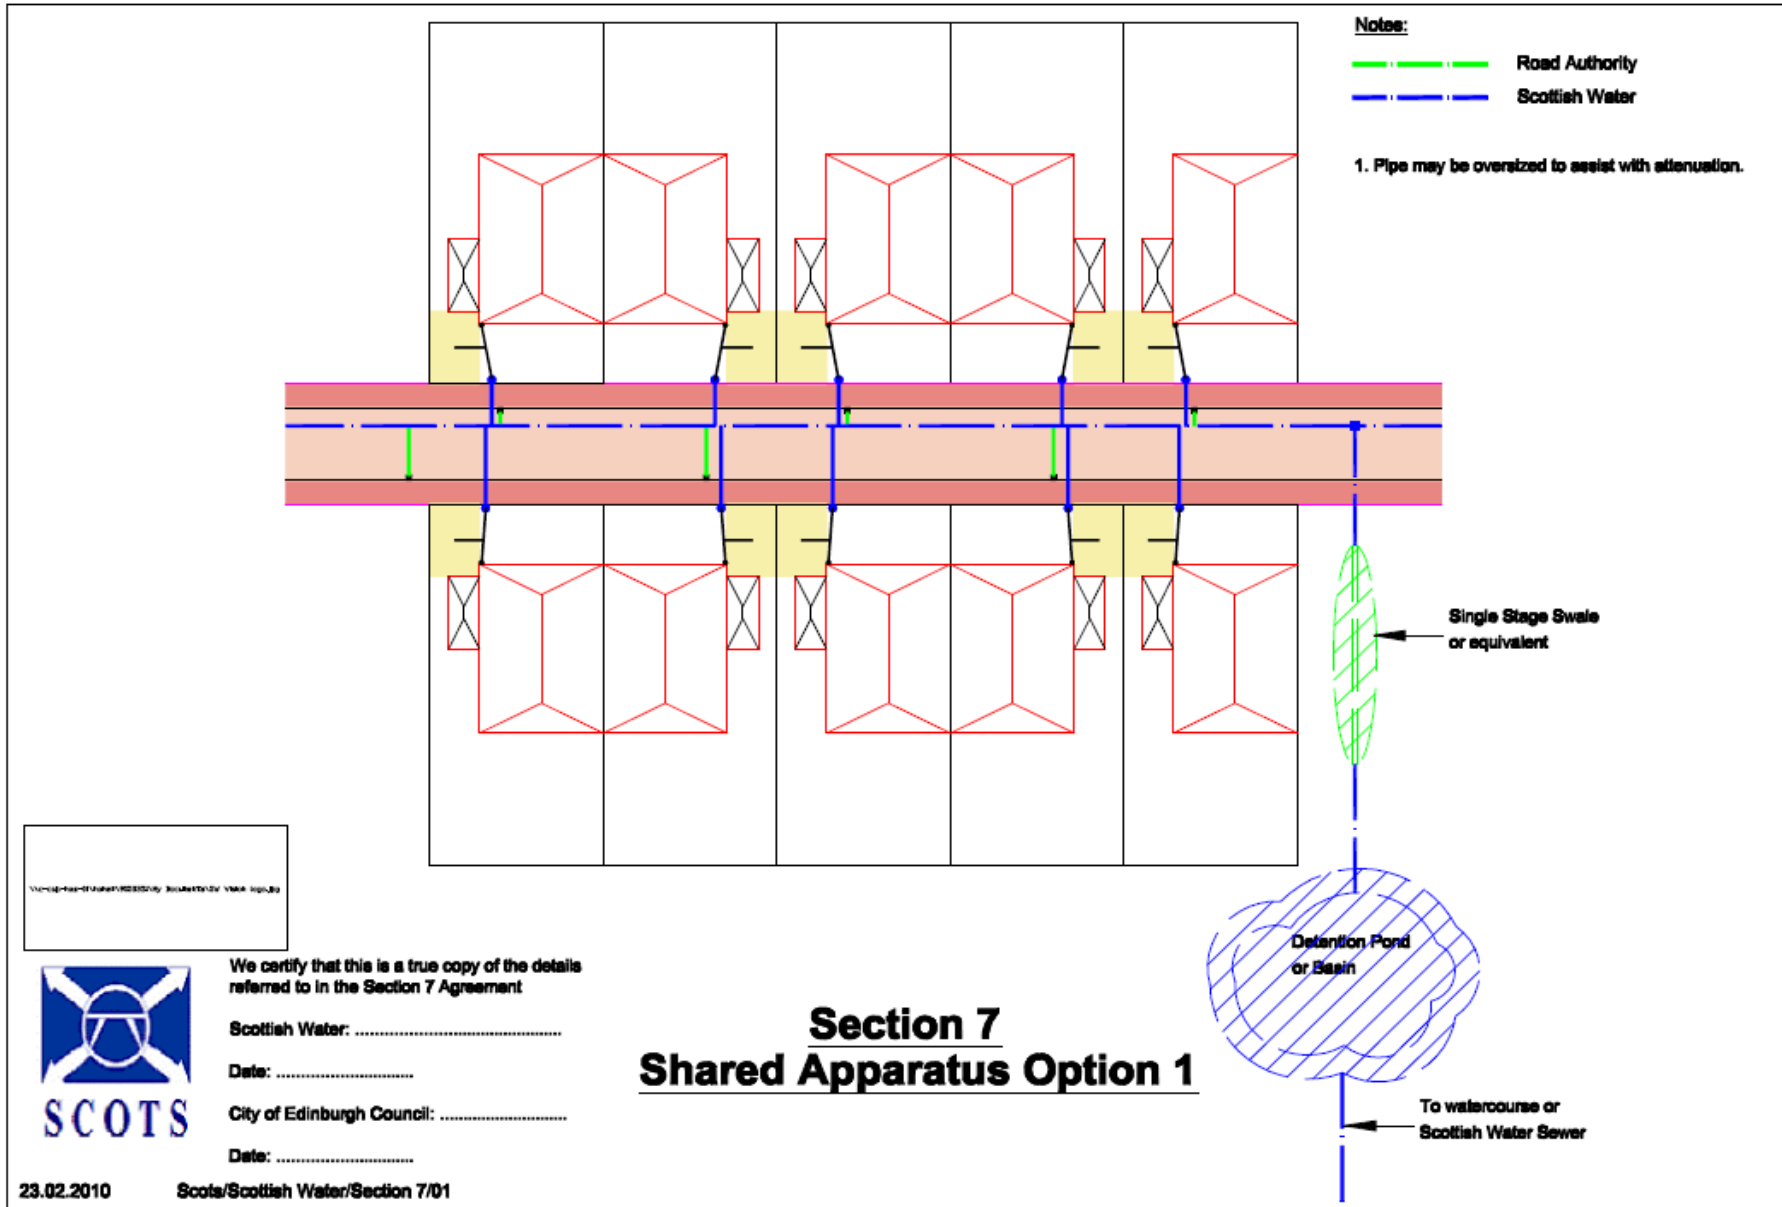 Notes:
Road Authority
Scottish Water
1. Pipe may be oversized to assist with attenuation.
Single Stage Swale
or equivalent
Detention Pond
or Basin
To watercourse or
Scottish Water Sewer
We certify that this is a true copy of the details
referred to in the Section 7 Agreement
Scottish Water: ................................................
Date: ................................
City of Edinburgh Council: .............................
Date: ................................
SCOTS
Section 7
Shared Apparatus Option 1
23.02.2010
Scots/Scottish Water/Section 7/01